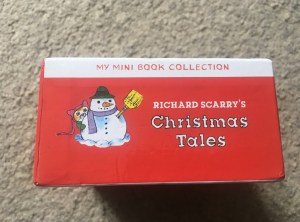 MY MINI BOOK COLLECTION
RICHARD SCARRY'S
Christmas
Tales